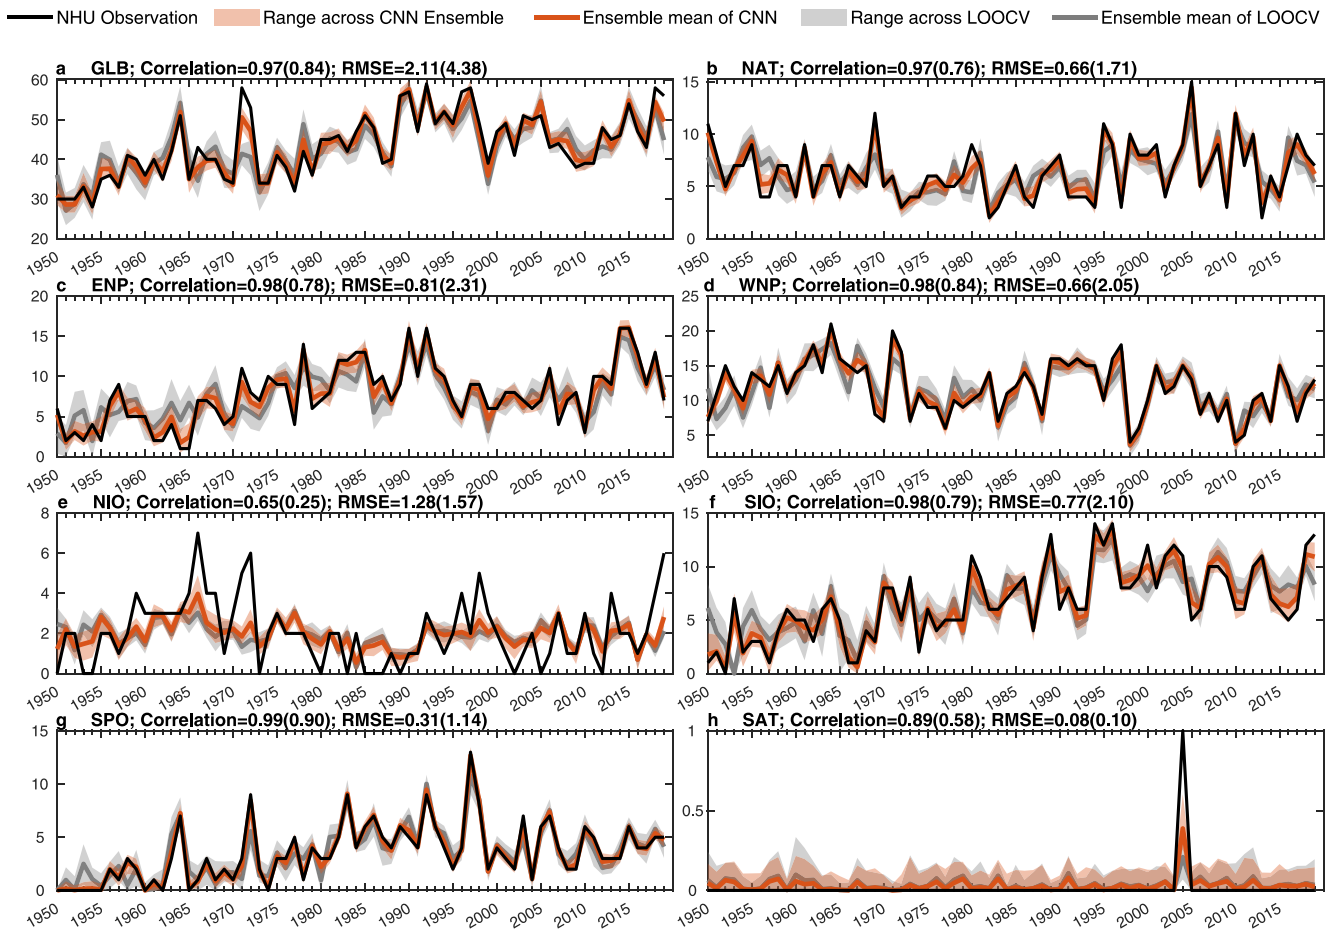 NHU Observation Range across CNN Ensemble Ensemble mean of CNN Range across LOOCV Ensemble mean of LOOCV
a GLB; Correlation=0.97(0.84); RMSE=2.11(4.38)
60
50
40
30
20
1950 1955 1960 1965 1970 1975 1980 1985 1990 1995 2000 2005 2010 2015
b NAT; Correlation=0.97(0.76); RMSE=0.66(1.71)
15
10
5
0
1950 1955 1960 1965 1970 1975 1980 1985 1990 1995 2000 2005 2010 2015
c ENP; Correlation=0.98(0.78); RMSE=0.81(2.31)
20
15
10
5
0
1950 1955 1960 1965 1970 1975 1980 1985 1990 1995 2000 2005 2010 2015
d WNP; Correlation=0.98(0.84); RMSE=0.66(2.05)
25
20
15
10
5
1950 1955 1960 1965 1970 1975 1980 1985 1990 1995 2000 2005 2010 2015
e NIO; Correlation=0.65(0.25); RMSE=1.28(1.57)
8
6
4
2
0
1950 1955 1960 1965 1970 1975 1980 1985 1990 1995 2000 2005 2010 2015
f SIO; Correlation=0.98(0.79); RMSE=0.77(2.10)
15
10
5
0
1950 1955 1960 1965 1970 1975 1980 1985 1990 1995 2000 2005 2010 2015
g SPO; Correlation=0.99(0.90); RMSE=0.31(1.14)
15
10
5
0
1950 1955 1960 1965 1970 1975 1980 1985 1990 1995 2000 2005 2010 2015
h SAT; Correlation=0.89(0.58); RMSE=0.08(0.10)
1
0.5
0
1950 1955 1960 1965 1970 1975 1980 1985 1990 1995 2000 2005 2010 2015